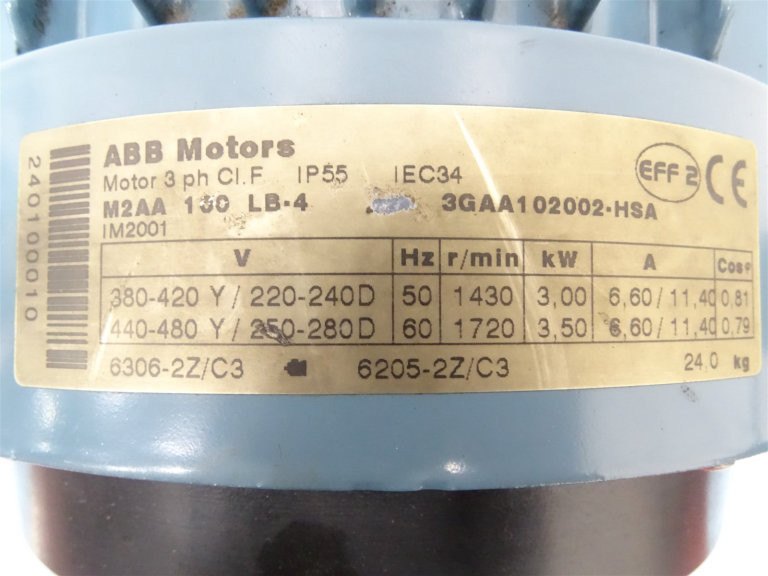 ABB Motors
Motor 3 ph Cl.F IP55 IEC34
EFF 2 CE
M2AA 100 LB-4 3GAA102002-HSA
IM2001
V Hz r/min kW A Cosφ
380-420 Y/220-240D 50 1430 3,00 6,60/11,40 0,81
440-480 Y/250-280D 60 1720 3,50 6,60/11,40 0,79
6306-2Z/C3 6205-2Z/C3 24,0 kg
240100010